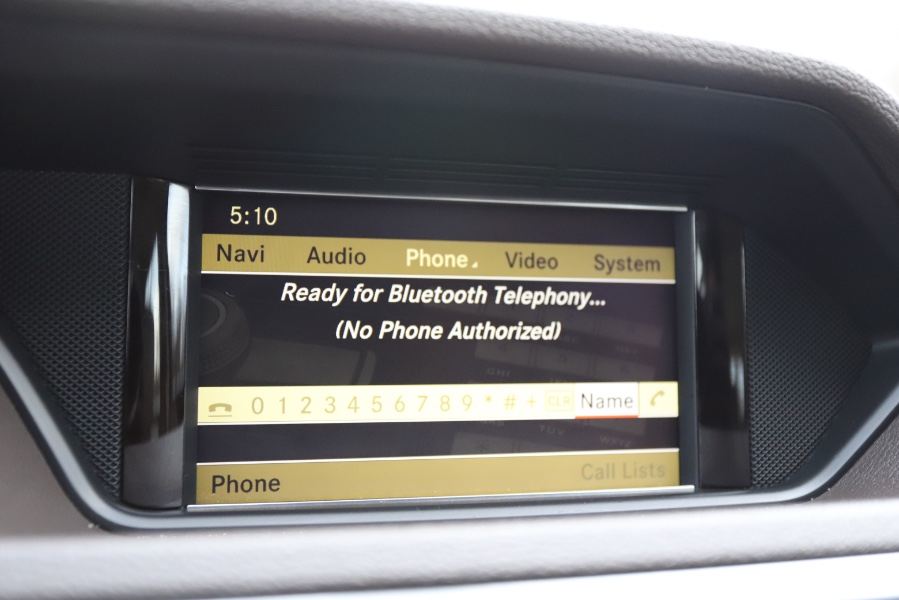 5:10
Navi Audio Phone Video System
Ready for Bluetooth Telephony...
(No Phone Authorized)
0 1 2 3 4 5 6 7 8 9 * # + CLR Name
Phone Call Lists